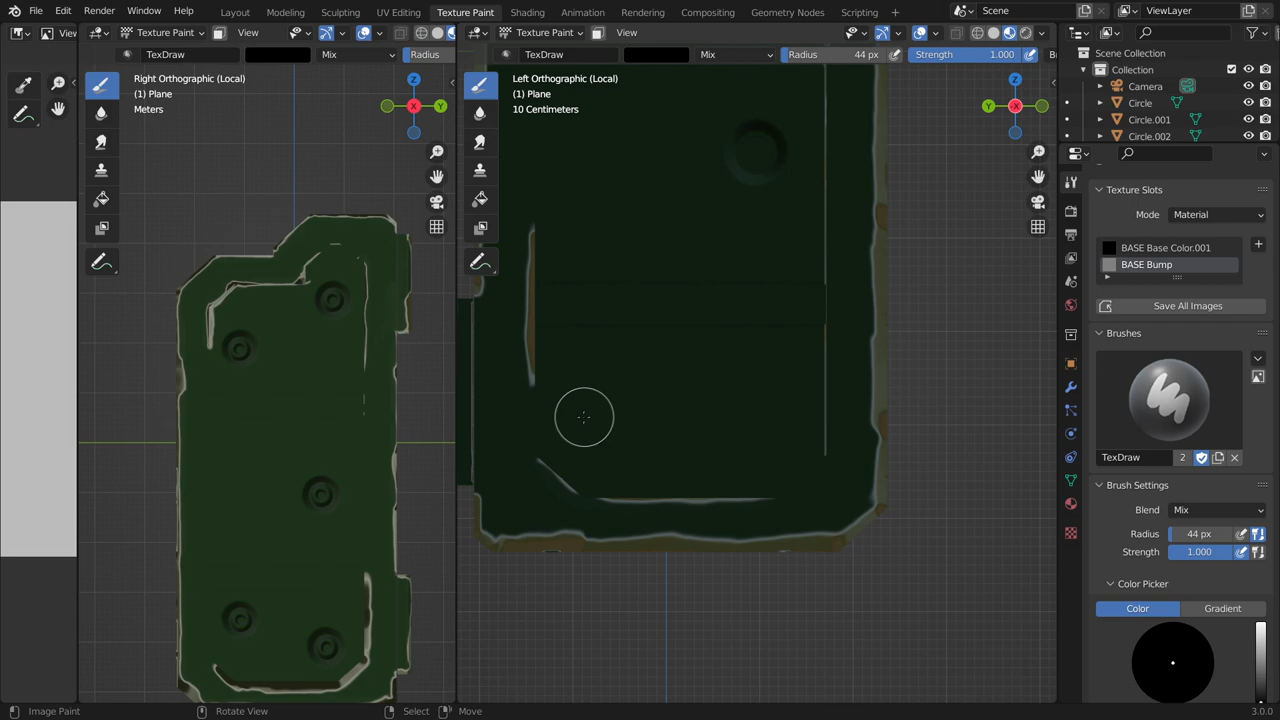 File Edit Render Window Help Layout Modeling Sculpting UV Editing Texture Paint Shading Animation Rendering Compositing Geometry Nodes Scripting Scene ViewLayer
Texture Paint View Texture Paint View
TexDraw Mix Radius TexDraw Mix Radius 44 px Strength 1.000
Right Orthographic (Local)
(1) Plane
Meters
Z
Y
X
Left Orthographic (Local)
(1) Plane
10 Centimeters
Z
Y
-X
Scene Collection
Collection
Camera
Circle
Circle.001
Circle.002
Texture Slots
Mode Material
BASE Base Color.001
BASE Bump
Save All Images
Brushes
TexDraw 2
Brush Settings
Blend Mix
Radius 44 px
Strength 1.000
Color Picker
Color Gradient
Image Paint Rotate View Select Move 3.0.0